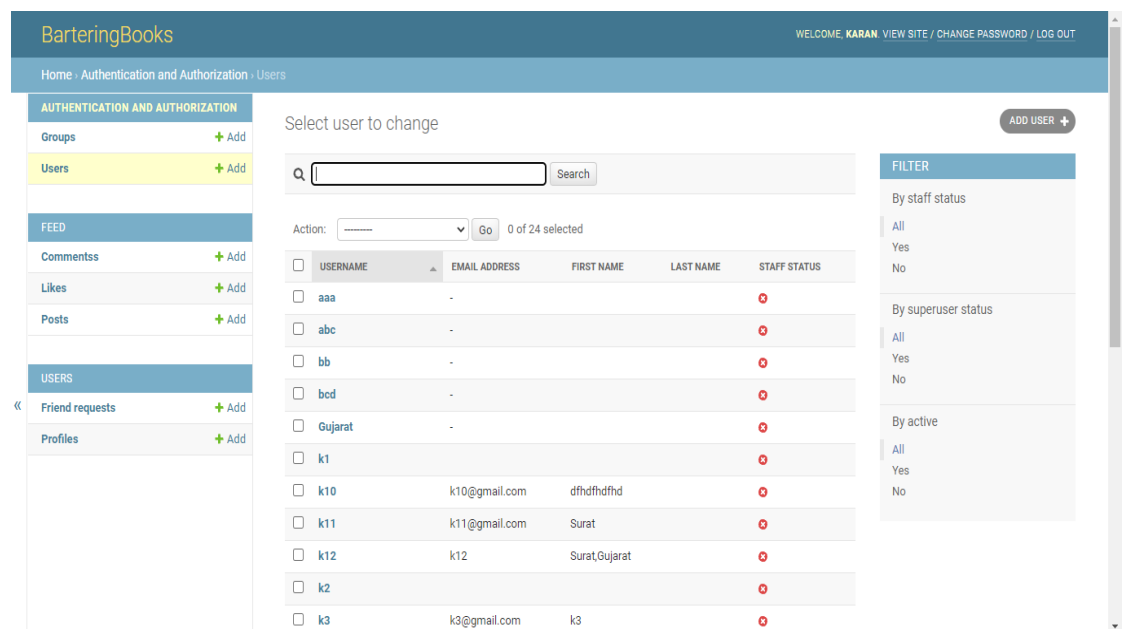 BarteringBooks
WELCOME, KARAN. VIEW SITE / CHANGE PASSWORD / LOG OUT
Home › Authentication and Authorization › Users
AUTHENTICATION AND AUTHORIZATION
Groups + Add
Users + Add
FEED
Commentss + Add
Likes + Add
Posts + Add
USERS
Friend requests + Add
Profiles + Add
«
Select user to change
ADD USER +
Search
Action: --------- Go 0 of 24 selected
USERNAME EMAIL ADDRESS FIRST NAME LAST NAME STAFF STATUS
aaa -
abc -
bb -
bcd -
Gujarat -
k1
k10 k10@gmail.com dfhdfhdfhd
k11 k11@gmail.com Surat
k12 k12 Surat,Gujarat
k2
k3 k3@gmail.com k3
FILTER
By staff status
All
Yes
No
By superuser status
All
Yes
No
By active
All
Yes
No